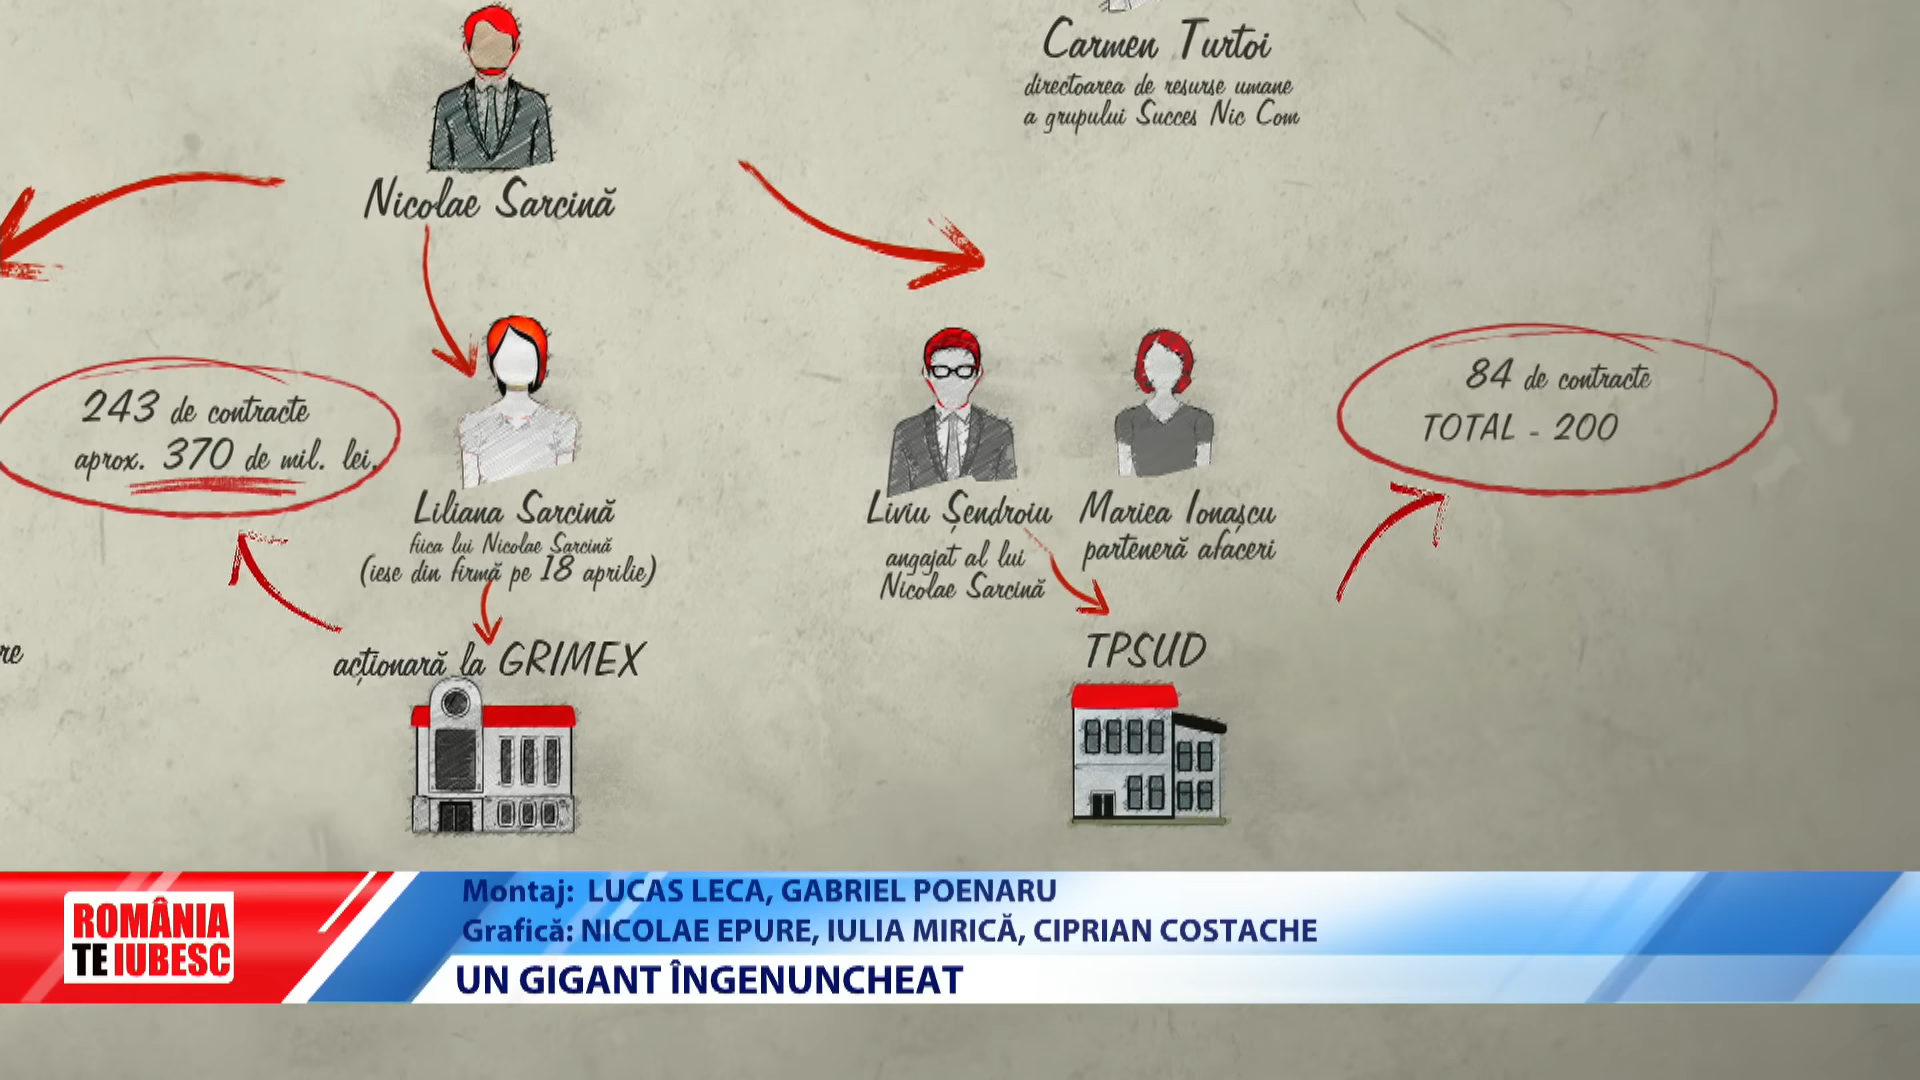 Carmen Turtoi
directoarea de resurse umane
a grupului Succes Nic Com
Nicolae Sarcină
243 de contracte
aprox. 370 de mil. lei.
Liliana Sarcină
fiica lui Nicolae Sarcină
(iese din firmă pe 18 aprilie)
acționară la GRIMEX
Liviu Șendroiu
angajat al lui
Nicolae Sarcină
Mariea Ionașcu
parteneră afaceri
TPSUD
84 de contracte
TOTAL - 200
re
Montaj: LUCAS LECA, GABRIEL POENARU
Grafică: NICOLAE EPURE, IULIA MIRICĂ, CIPRIAN COSTACHE
UN GIGANT ÎNGENUNCHEAT
ROMÂNIA
TE IUBESC